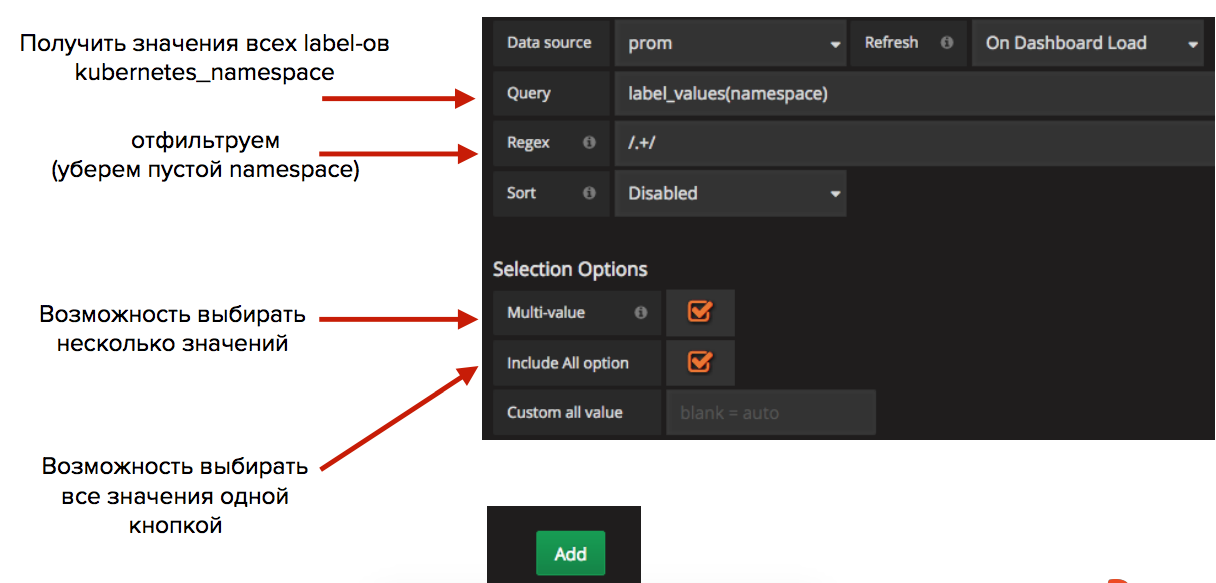 Получить значения всех label-ов
kubernetes_namespace
отфильтруем
(уберем пустой namespace)
Возможность выбирать
несколько значений
Возможность выбирать
все значения одной
кнопкой
Data source prom Refresh On Dashboard Load
Query label_values(namespace)
Regex /.+/
Sort Disabled
Selection Options
Multi-value
Include All option
Custom all value blank = auto
Add